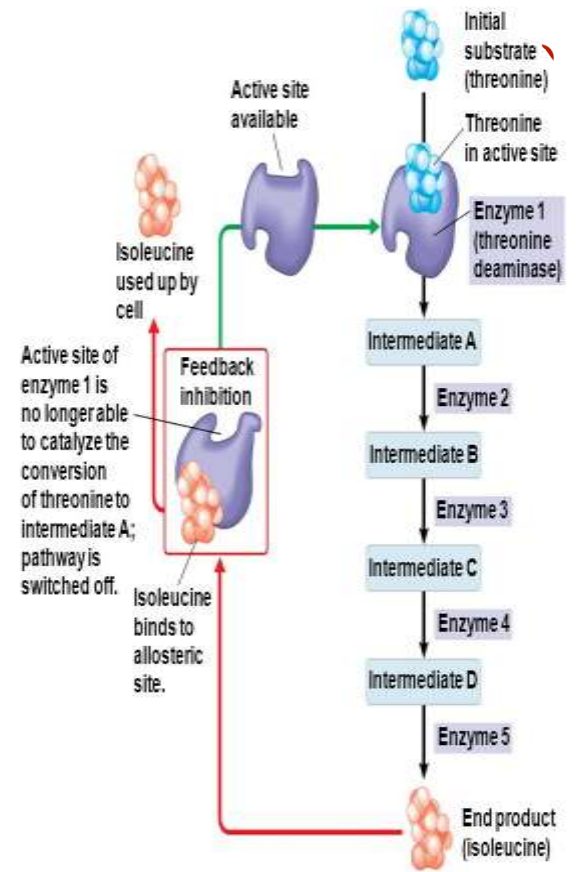 Initial
substrate
(threonine)
Active site
available
Threonine
in active site
Enzyme 1
(threonine
deaminase)
Isoleucine
used up by
cell
Intermediate A
Active site of
enzyme 1 is
no longer able
to catalyze the
conversion
of threonine to
intermediate A;
pathway is
switched off.
Feedback
inhibition
Enzyme 2
Intermediate B
Enzyme 3
Intermediate C
Isoleucine
binds to
allosteric
site.
Enzyme 4
Intermediate D
Enzyme 5
End product
(isoleucine)